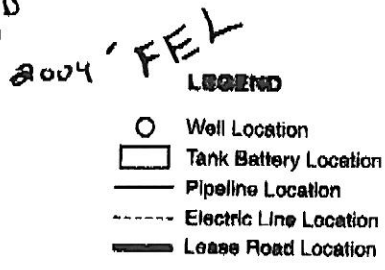 2004' FEL
LEGEND
Well Location
Tank Battery Location
Pipeline Location
Electric Line Location
Lease Road Location